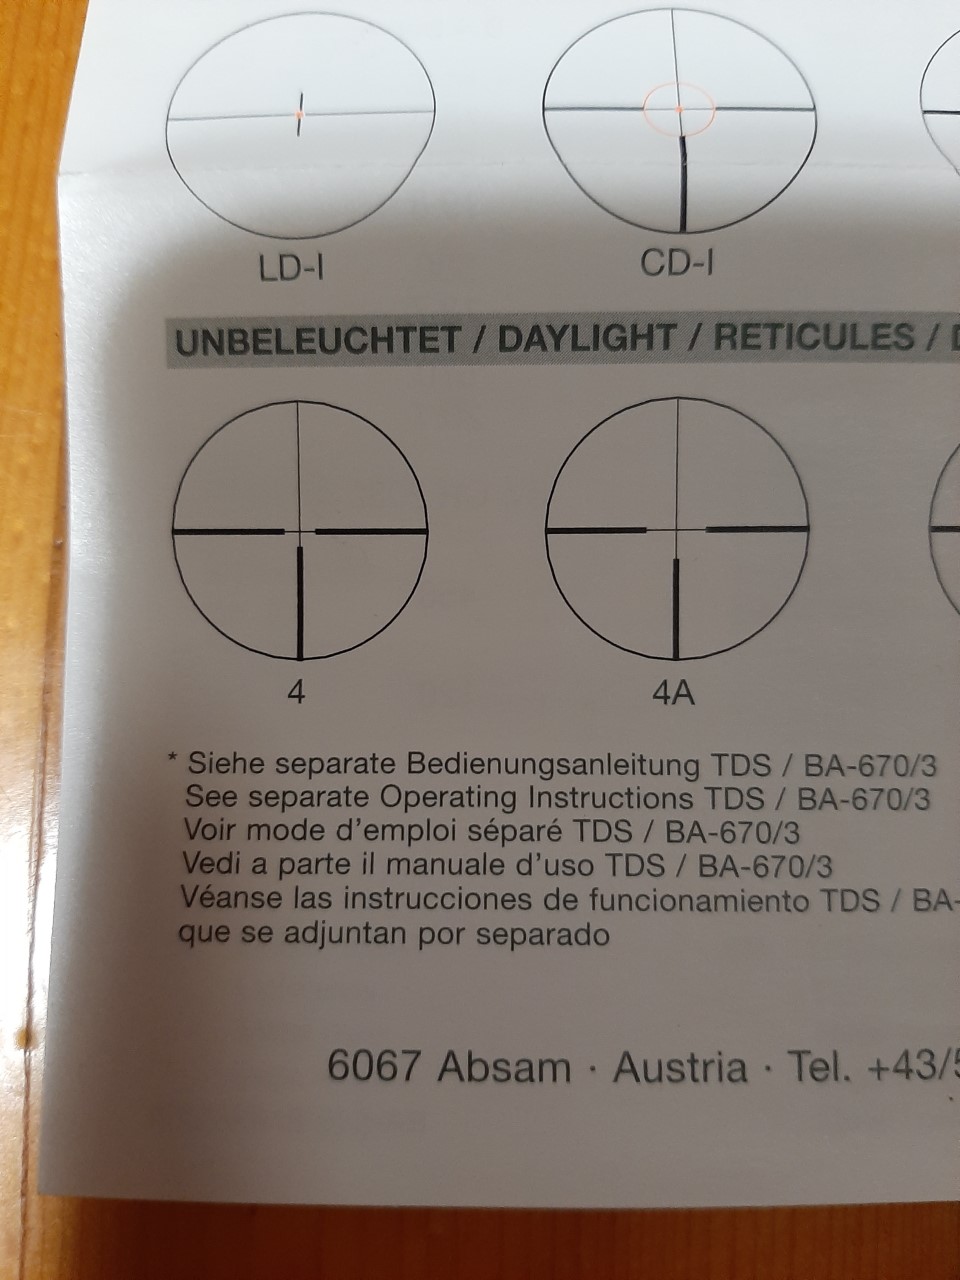 LD-I
CD-I
UNBELEUCHTET / DAYLIGHT / RETICULES /
4
4A
* Siehe separate Bedienungsanleitung TDS / BA-670/3
See separate Operating Instructions TDS / BA-670/3
Voir mode d'emploi séparé TDS / BA-670/3
Vedi a parte il manuale d'uso TDS / BA-670/3
Véanse las instrucciones de funcionamiento TDS / BA-
que se adjuntan por separado
6067 Absam · Austria · Tel. +43/5